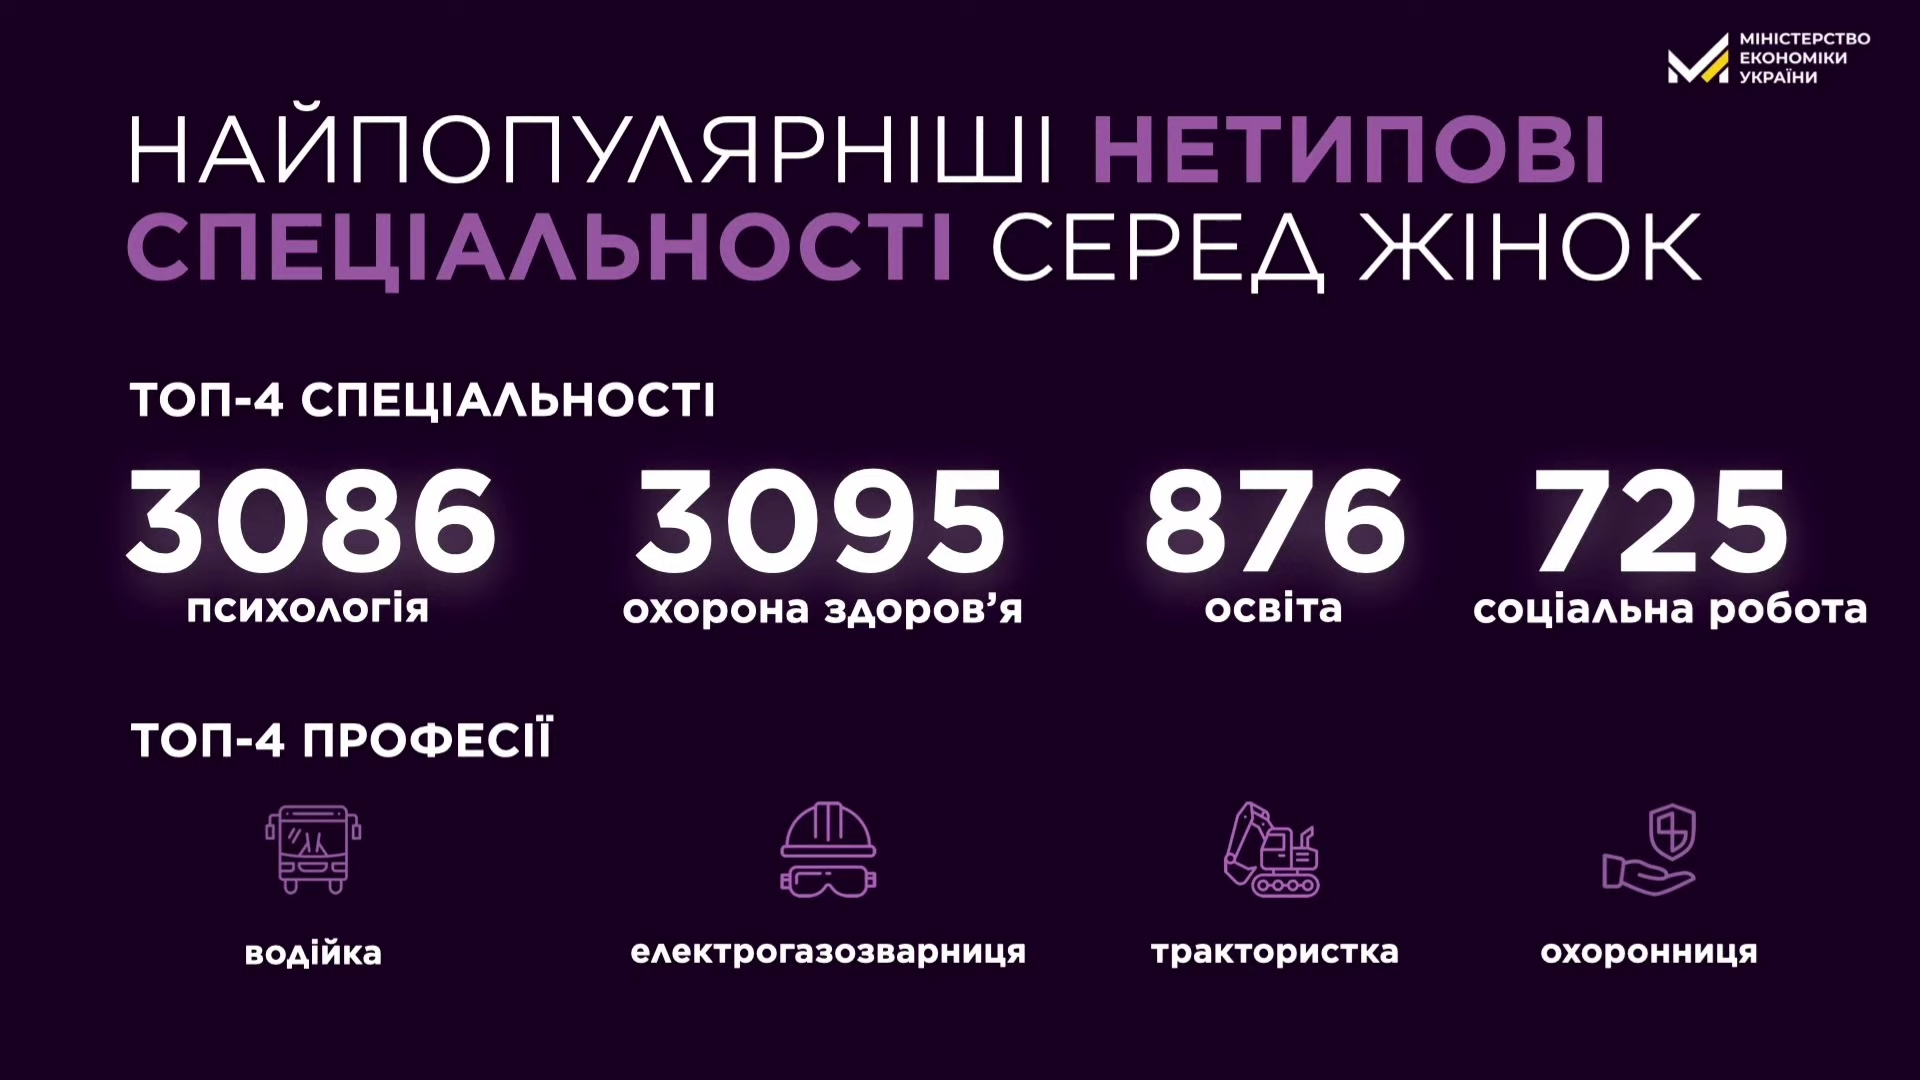 МІНІСТЕРСТВО
ЕКОНОМІКИ
УКРАЇНИ
НАЙПОПУЛЯРНІШІ НЕТИПОВІ
СПЕЦІАЛЬНОСТІ СЕРЕД ЖІНОК
ТОП-4 СПЕЦІАЛЬНОСТІ
3086 3095 876 725
психологія охорона здоров’я освіта соціальна робота
ТОП-4 ПРОФЕСІЇ
водійка електрогазозварниця трактористка охоронниця